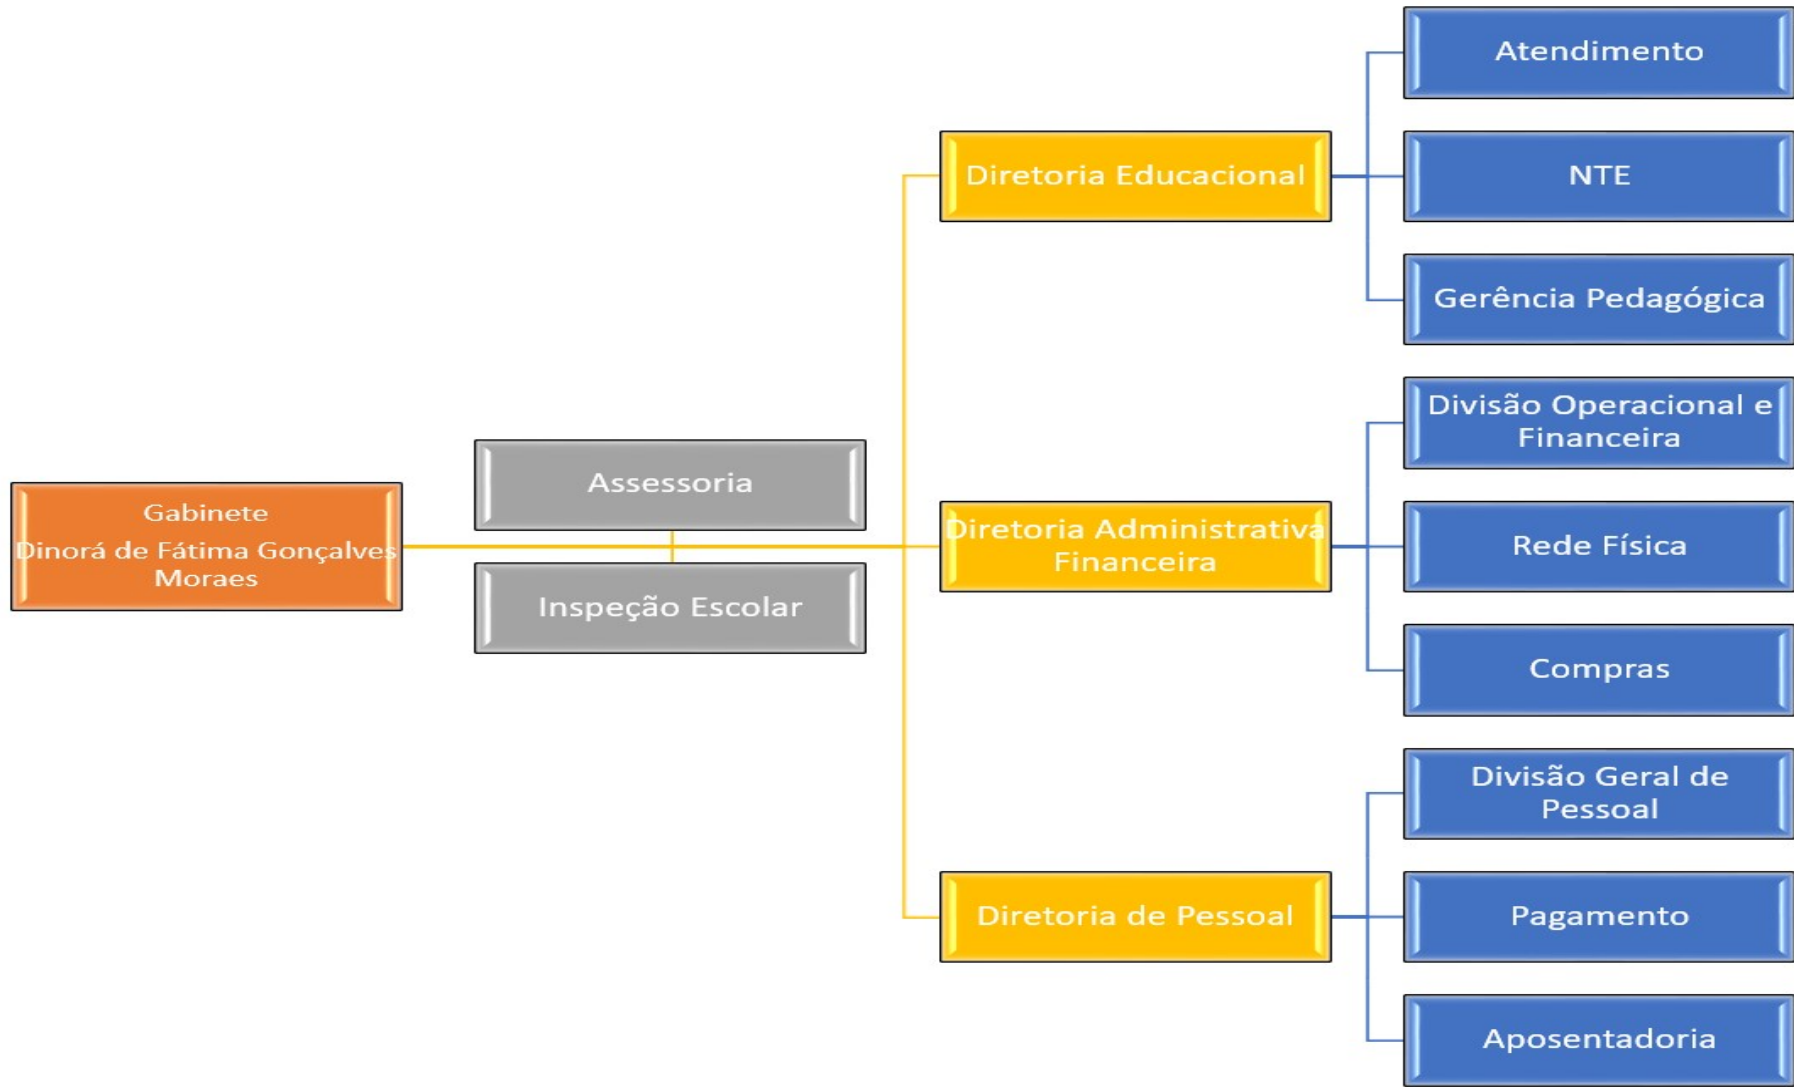 Gabinete
Dinorá de Fátima Gonçalves
Moraes
Assessoria
Inspeção Escolar
Diretoria Educacional
Atendimento
NTE
Gerência Pedagógica
Diretoria Administrativa
Financeira
Divisão Operacional e
Financeira
Rede Física
Compras
Diretoria de Pessoal
Divisão Geral de
Pessoal
Pagamento
Aposentadoria